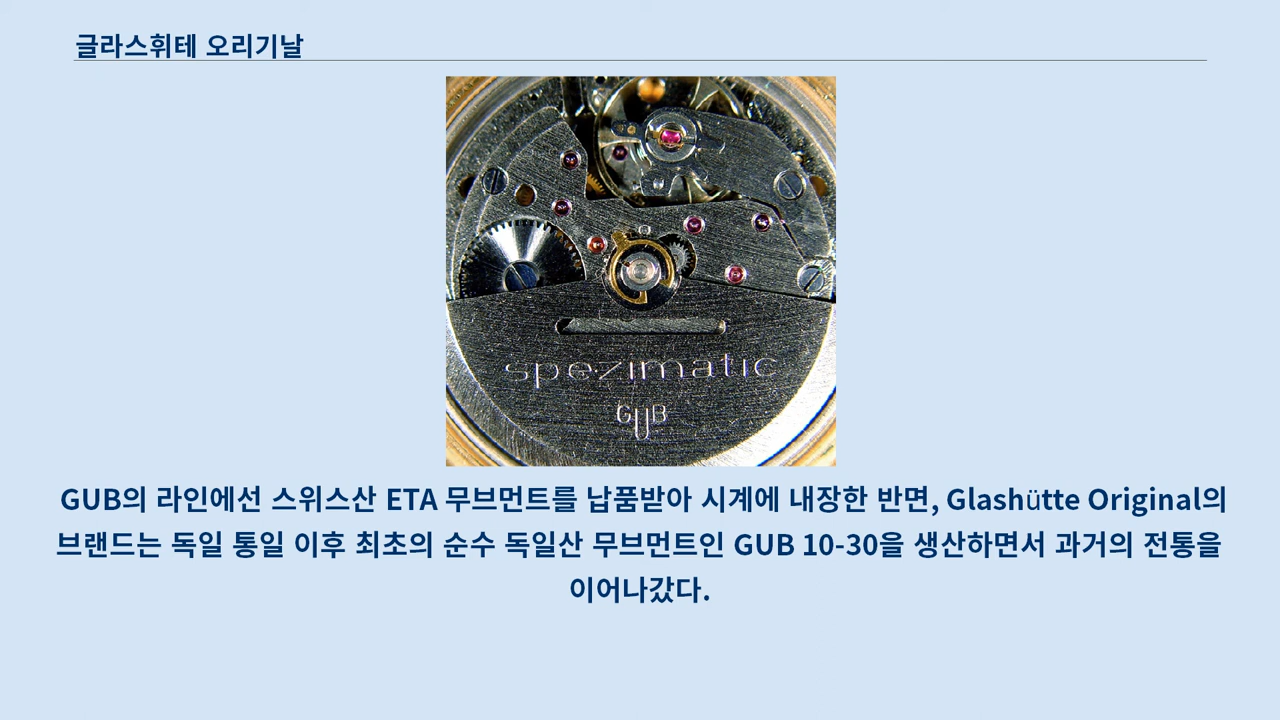 글라스휘테 오리기날
spezimatic
GUB
GUB의 라인에선 스위스산 ETA 무브먼트를 납품받아 시계에 내장한 반면, Glashütte Original의
브랜드는 독일 통일 이후 최초의 순수 독일산 무브먼트인 GUB 10-30을 생산하면서 과거의 전통을
이어나갔다.